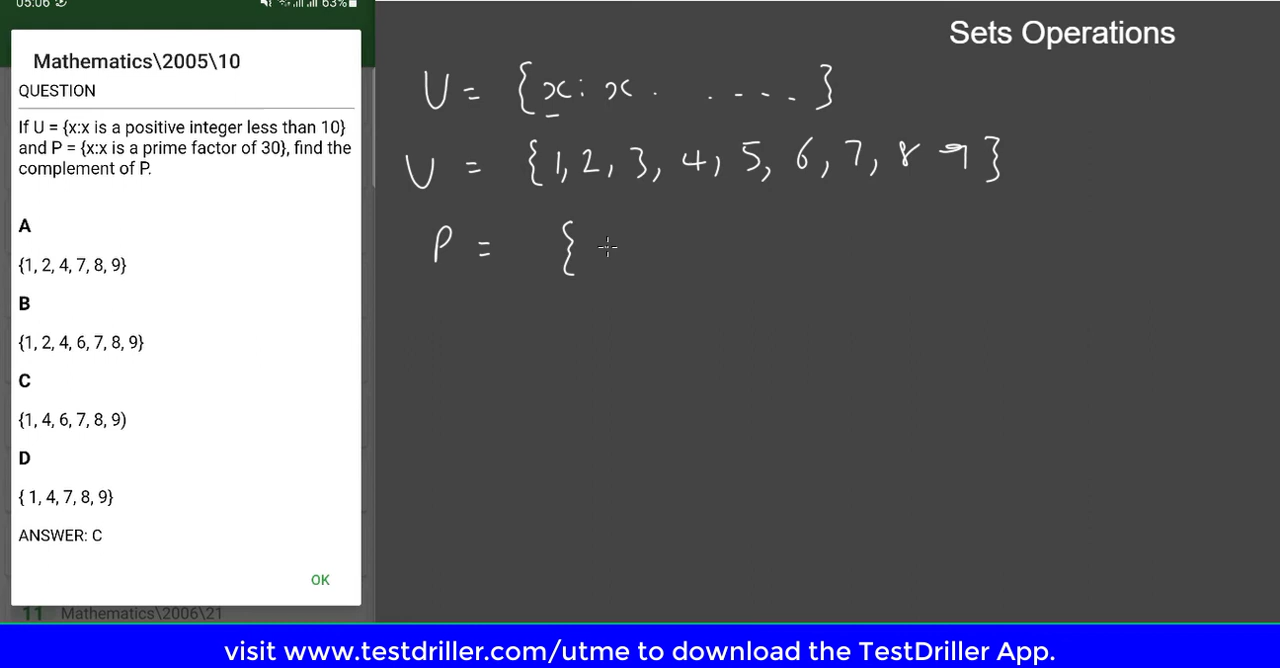 05:06 63%
Sets Operations
Mathematics\2005\10
QUESTION
If U = {x:x is a positive integer less than 10}
and P = {x:x is a prime factor of 30}, find the
complement of P.
A
{1, 2, 4, 7, 8, 9}
B
{1, 2, 4, 6, 7, 8, 9}
C
{1, 4, 6, 7, 8, 9)
D
{ 1, 4, 7, 8, 9}
ANSWER: C
OK
11 Mathematics\2006\21
U = {x: x . . - - - . }
U = {1, 2, 3, 4, 5, 6, 7, 8 9}
P = {
visit www.testdriller.com/utme to download the TestDriller App.